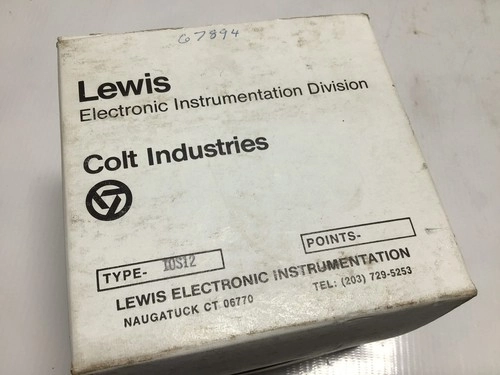 67894
Lewis
Electronic Instrumentation Division
Colt Industries
TYPE- 10S12
POINTS-
LEWIS ELECTRONIC INSTRUMENTATION
NAUGATUCK CT 06770
TEL: (203) 729-5253